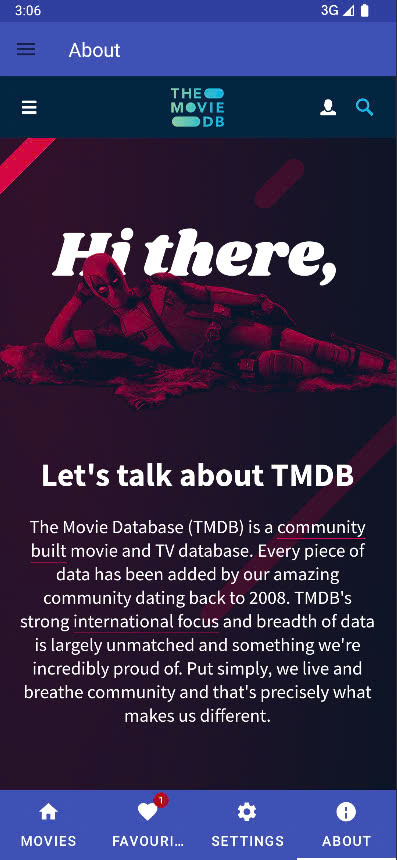 3:06 3G
About
THE
MOVIE
DB
Hi there,
Let's talk about TMDB
The Movie Database (TMDB) is a community
built movie and TV database. Every piece of
data has been added by our amazing
community dating back to 2008. TMDB's
strong international focus and breadth of data
is largely unmatched and something we're
incredibly proud of. Put simply, we live and
breathe community and that's precisely what
makes us different.
1
MOVIES FAVOURI... SETTINGS ABOUT